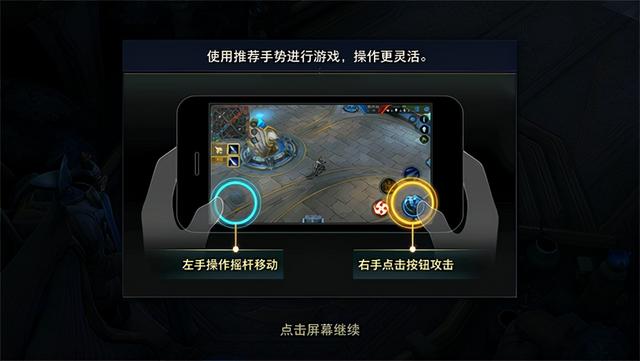 使用推荐手势进行游戏，操作更灵活。
左手操作摇杆移动
右手点击按钮攻击
点击屏幕继续